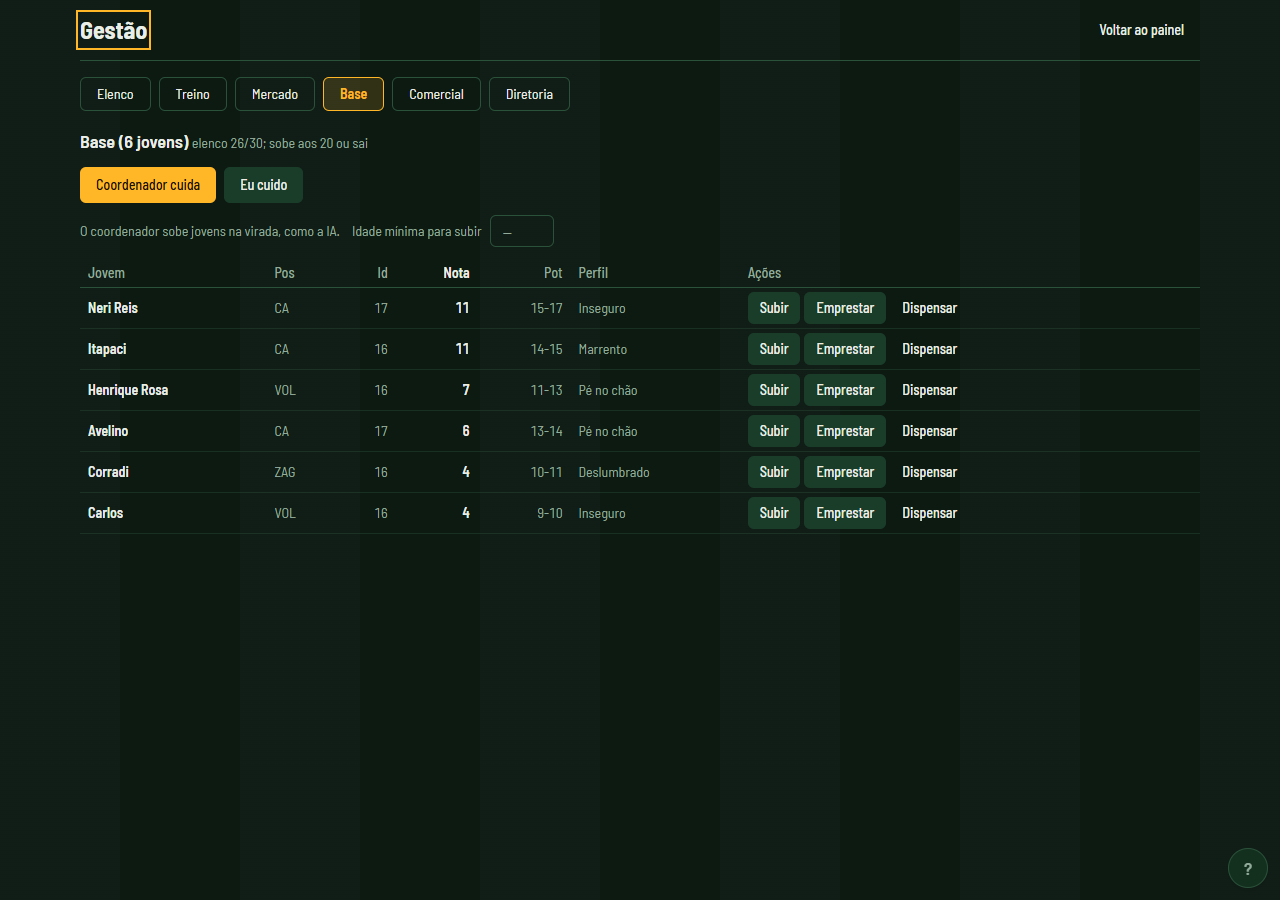 Gestão
Voltar ao painel
Elenco Treino Mercado Base Comercial Diretoria
Base (6 jovens) elenco 26/30; sobe aos 20 ou sai
Coordenador cuida Eu cuido
O coordenador sobe jovens na virada, como a IA. Idade mínima para subir —
Jovem Pos Id Nota Pot Perfil Ações
Neri Reis CA 17 11 15-17 Inseguro Subir Emprestar Dispensar
Itapaci CA 16 11 14-15 Marrento Subir Emprestar Dispensar
Henrique Rosa VOL 16 7 11-13 Pé no chão Subir Emprestar Dispensar
Avelino CA 17 6 13-14 Pé no chão Subir Emprestar Dispensar
Corradi ZAG 16 4 10-11 Deslumbrado Subir Emprestar Dispensar
Carlos VOL 16 4 9-10 Inseguro Subir Emprestar Dispensar
?